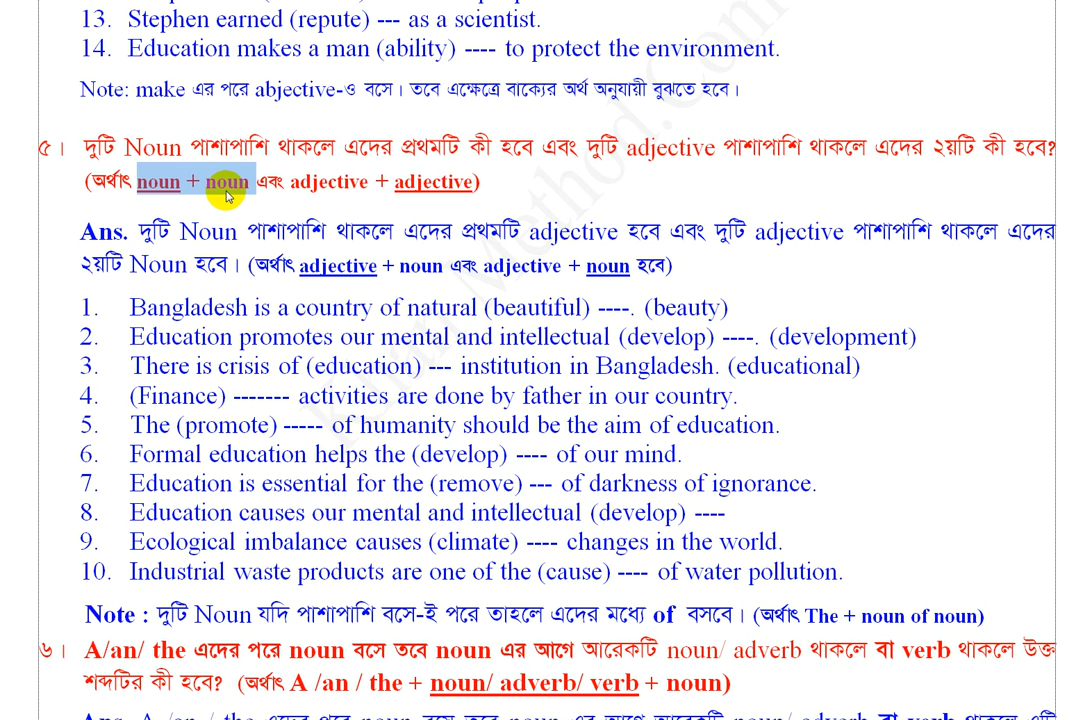 13. Stephen earned (repute) --- as a scientist.
14. Education makes a man (ability) ---- to protect the environment.
Note: make এর পরে abjective-ও বসে। তবে এক্ষেত্রে বাক্যের অর্থ অনুযায়ী বুঝতে হবে।
৫। দুটি Noun পাশাপাশি থাকলে এদের প্রথমটি কী হবে এবং দুটি adjective পাশাপাশি থাকলে এদের ২য়টি কী হবে?
(অর্থাৎ noun + noun এবং adjective + adjective)
Ans. দুটি Noun পাশাপাশি থাকলে এদের প্রথমটি adjective হবে এবং দুটি adjective পাশাপাশি থাকলে এদের
২য়টি Noun হবে। (অর্থাৎ adjective + noun এবং adjective + noun হবে)
1. Bangladesh is a country of natural (beautiful) ----. (beauty)
2. Education promotes our mental and intellectual (develop) ----. (development)
3. There is crisis of (education) --- institution in Bangladesh. (educational)
4. (Finance) ------- activities are done by father in our country.
5. The (promote) ----- of humanity should be the aim of education.
6. Formal education helps the (develop) ---- of our mind.
7. Education is essential for the (remove) --- of darkness of ignorance.
8. Education causes our mental and intellectual (develop) ----
9. Ecological imbalance causes (climate) ---- changes in the world.
10. Industrial waste products are one of the (cause) ---- of water pollution.
Note : দুটি Noun যদি পাশাপাশি বসে-ই পরে তাহলে এদের মধ্যে of বসবে। (অর্থাৎ The + noun of noun)
৬। A/an/ the এদের পরে noun বসে তবে noun এর আগে আরেকটি noun/ adverb থাকলে বা verb থাকলে উক্ত
শব্দটির কী হবে? (অর্থাৎ A /an / the + noun/ adverb/ verb + noun)